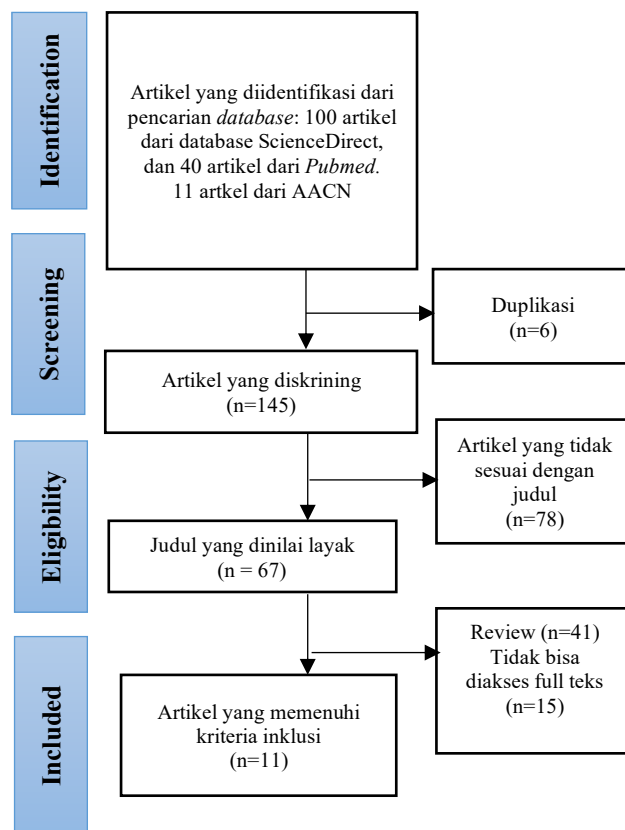 Identification
Artikel yang diidentifikasi dari
pencarian database: 100 artikel
dari database ScienceDirect,
dan 40 artikel dari Pubmed.
11 artkel dari AACN
Screening
Duplikasi
(n=6)
Artikel yang diskrining
(n=145)
Eligibility
Artikel yang tidak
sesuai dengan
judul
(n=78)
Judul yang dinilai layak
(n = 67)
Included
Review (n=41)
Tidak bisa
diakses full teks
(n=15)
Artikel yang memenuhi
kriteria inklusi
(n=11)